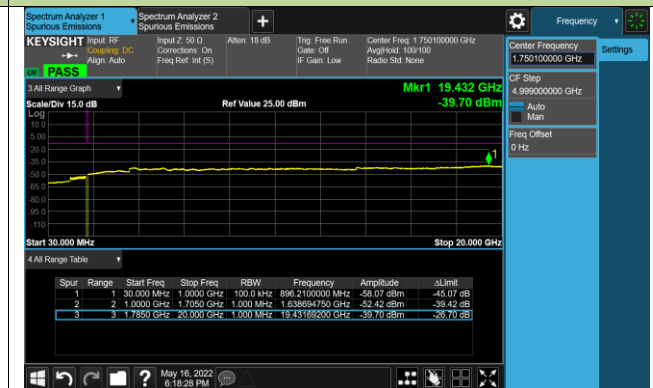 Spectrum Analyzer 1
Spurious Emissions
Spectrum Analyzer 2
Spurious Emissions
+
Frequency
KEYSIGHT Input: RF
Coupling: DC
Align: Auto
Input Z: 50 Ω
Corrections: On
Freq Ref: Int (S)
Atten: 18 dB
Trig: Free Run
Gate: Off
IF Gain: Low
Center Freq: 1.750100000 GHz
Avg|Hold: 100/100
Radio Std: None
LW PASS
Center Frequency
1.750100000 GHz
Settings
CF Step
4.999000000 GHz
Auto
Man
Freq Offset
0 Hz
3 All Range Graph
Mkr1 19.432 GHz
Scale/Div 15.0 dB
Ref Value 25.00 dBm
-39.70 dBm
Log
10.0
-5.00
-20.0
-35.0
-50.0
-65.0
-80.0
-95.0
-110
1
Start 30.000 MHz
Stop 20.000 GHz
4 All Range Table
Spur Range Start Freq Stop Freq RBW Frequency Amplitude ΔLimit
1 1 30.000 MHz 1.0000 GHz 100.0 kHz 896.2100000 MHz -58.07 dBm -45.07 dB
2 2 1.0000 GHz 1.7050 GHz 1.000 MHz 1.638694750 GHz -52.42 dBm -39.42 dB
3 3 1.7850 GHz 20.000 GHz 1.000 MHz 19.43169200 GHz -39.70 dBm -26.70 dB
?
May 16, 2022
6:18:28 PM